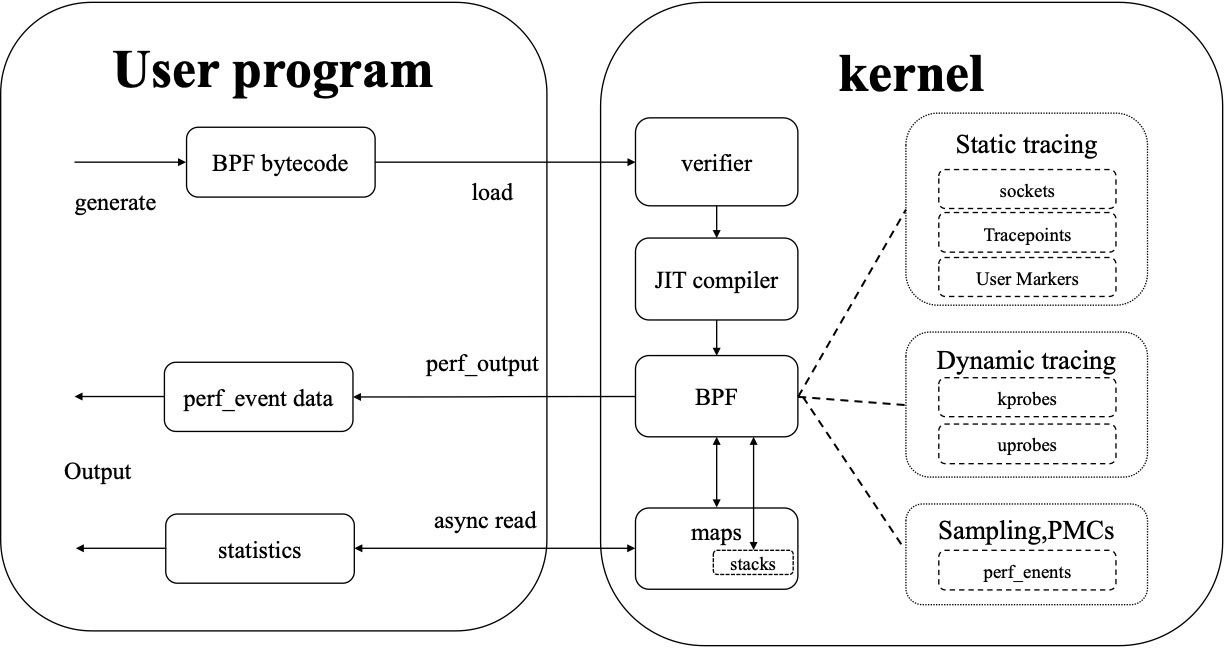 User program
kernel
BPF bytecode
generate
load
verifier
JIT compiler
BPF
perf_output
perf_event data
Output
async read
statistics
maps
stacks
Static tracing
sockets
Tracepoints
User Markers
Dynamic tracing
kprobes
uprobes
Sampling,PMCs
perf_enents